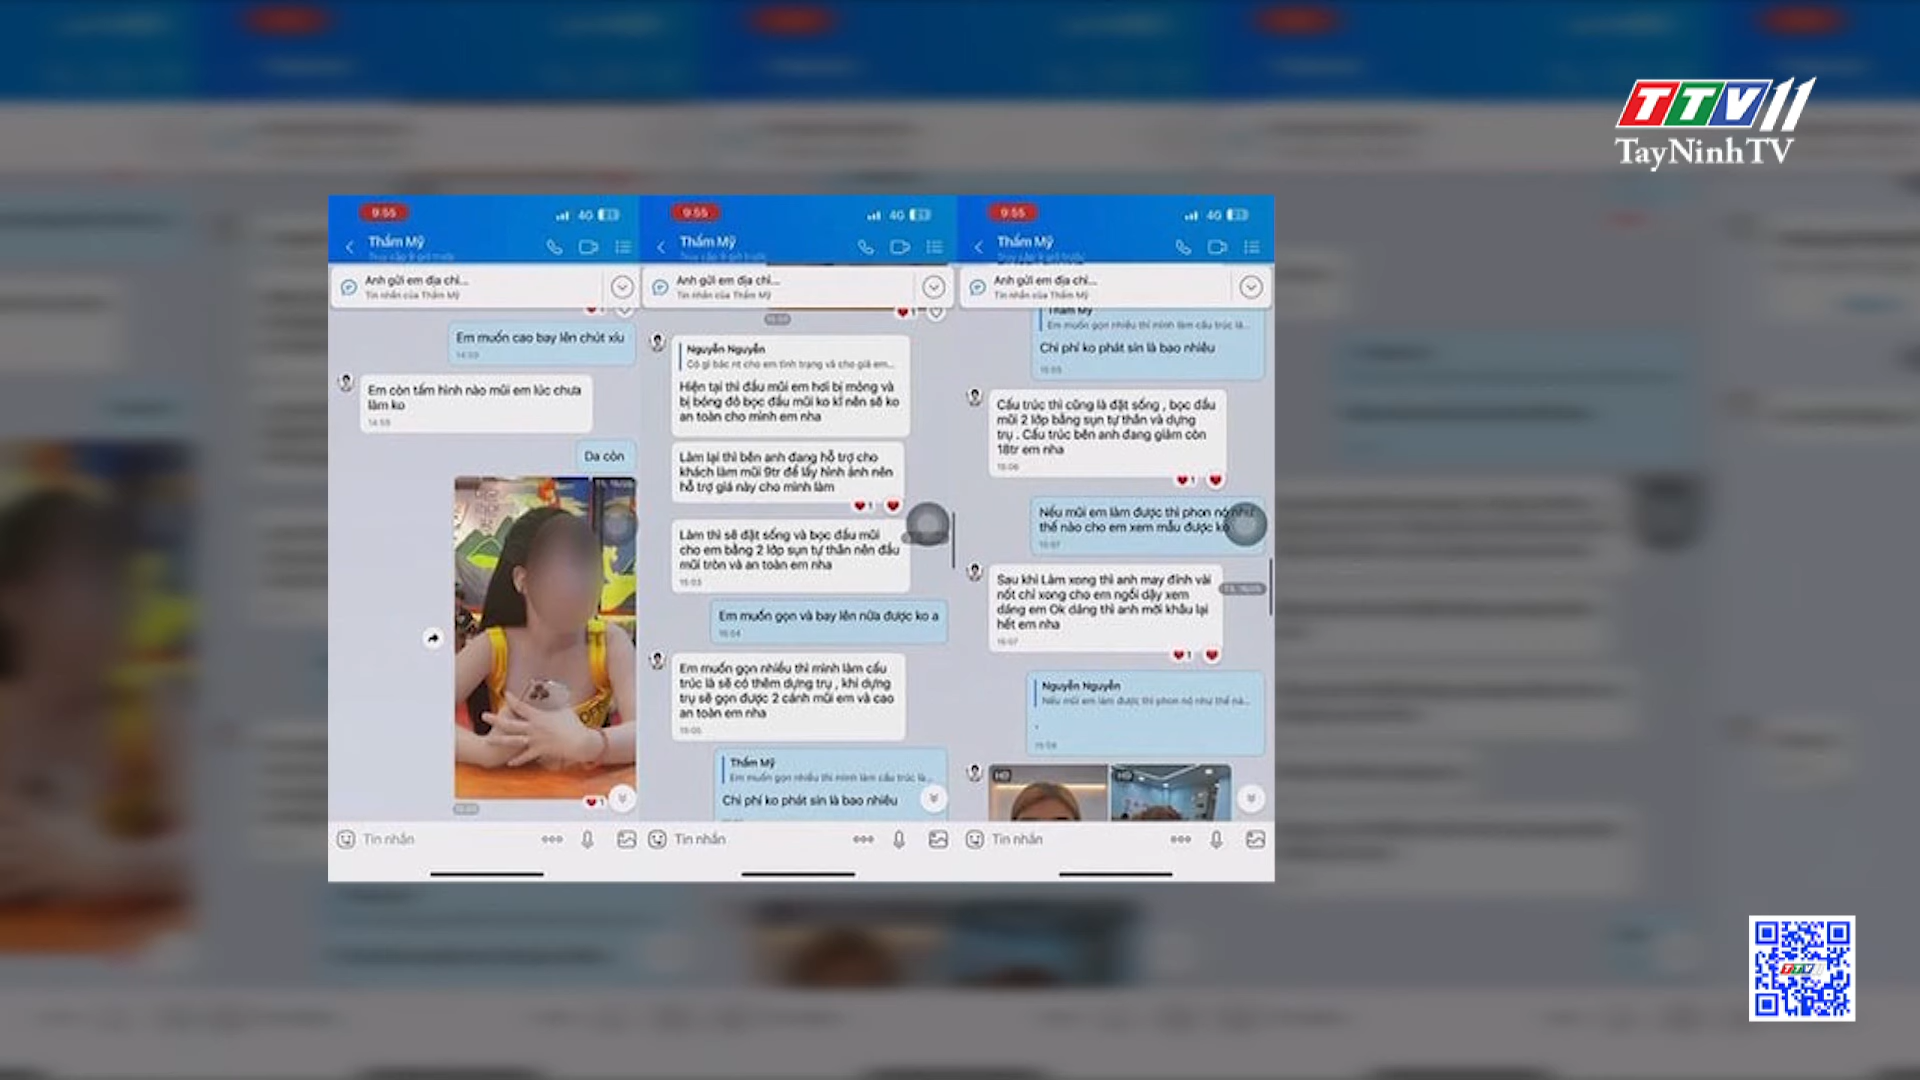 TTV11
TayNinhTV
9:55
4G
Thẩm Mỹ
Truy cập 9 giờ trước
Anh gửi em địa chỉ...
Tin nhắn của Thẩm Mỹ
Em muốn cao bay lên chút xíu
14:59
Em còn tấm hình nào mũi em lúc chưa
làm ko
14:59
Da còn
1
Tin nhắn
9:55
4G
Thẩm Mỹ
Truy cập 9 giờ trước
Anh gửi em địa chỉ...
Tin nhắn của Thẩm Mỹ
1
Nguyễn Nguyễn
Có gì bác nt cho em tình trạng và cho giá em...
Hiện tại thì đầu mũi em hơi bị mỏng và
bị bóng đỏ bọc đầu mũi ko kĩ nên sẽ ko
an toàn cho mình em nha
Làm lại thì bên anh đang hỗ trợ cho
khách làm mũi 9tr để lấy hình ảnh nên
hỗ trợ giá này cho mình làm
1
Làm thì sẽ đặt sống và bọc đầu mũi
cho em bằng 2 lớp sụn tự thân nên đầu
mũi tròn và an toàn em nha
15:03
Em muốn gọn và bay lên nữa được ko a
15:04
Em muốn gọn nhiều thì mình làm cấu
trúc là sẽ có thêm dựng trụ , khi dựng
trụ sẽ gọn được 2 cánh mũi em và cao
an toàn em nha
15:05
Thẩm Mỹ
Em muốn gọn nhiều thì mình làm cấu trúc là...
Chi phí ko phát sin là bao nhiêu
Tin nhắn
9:55
4G
Thẩm Mỹ
Truy cập 9 giờ trước
Anh gửi em địa chỉ...
Tin nhắn của Thẩm Mỹ
Thẩm Mỹ
Em muốn gọn nhiều thì mình làm cấu trúc là...
Chi phí ko phát sin là bao nhiêu
15:05
Cấu trúc thì cũng là đặt sống , bọc đầu
mũi 2 lớp bằng sụn tự thân và dựng
trụ . Cấu trúc bên anh đang giảm còn
18tr em nha
15:06
1
Nếu mũi em làm được thì phon nó như
thế nào cho em xem mẫu được ko
15:07
Sau khi Làm xong thì anh may đính vài
nốt chỉ xong cho em ngồi dậy xem
dáng em Ok dáng thì anh mới khâu lại
hết em nha
15:07
1
Nguyễn Nguyễn
Nếu mũi em làm được thì phon nó như thế nà...
.
15:08
HD
HD
Tin nhắn
TTV11